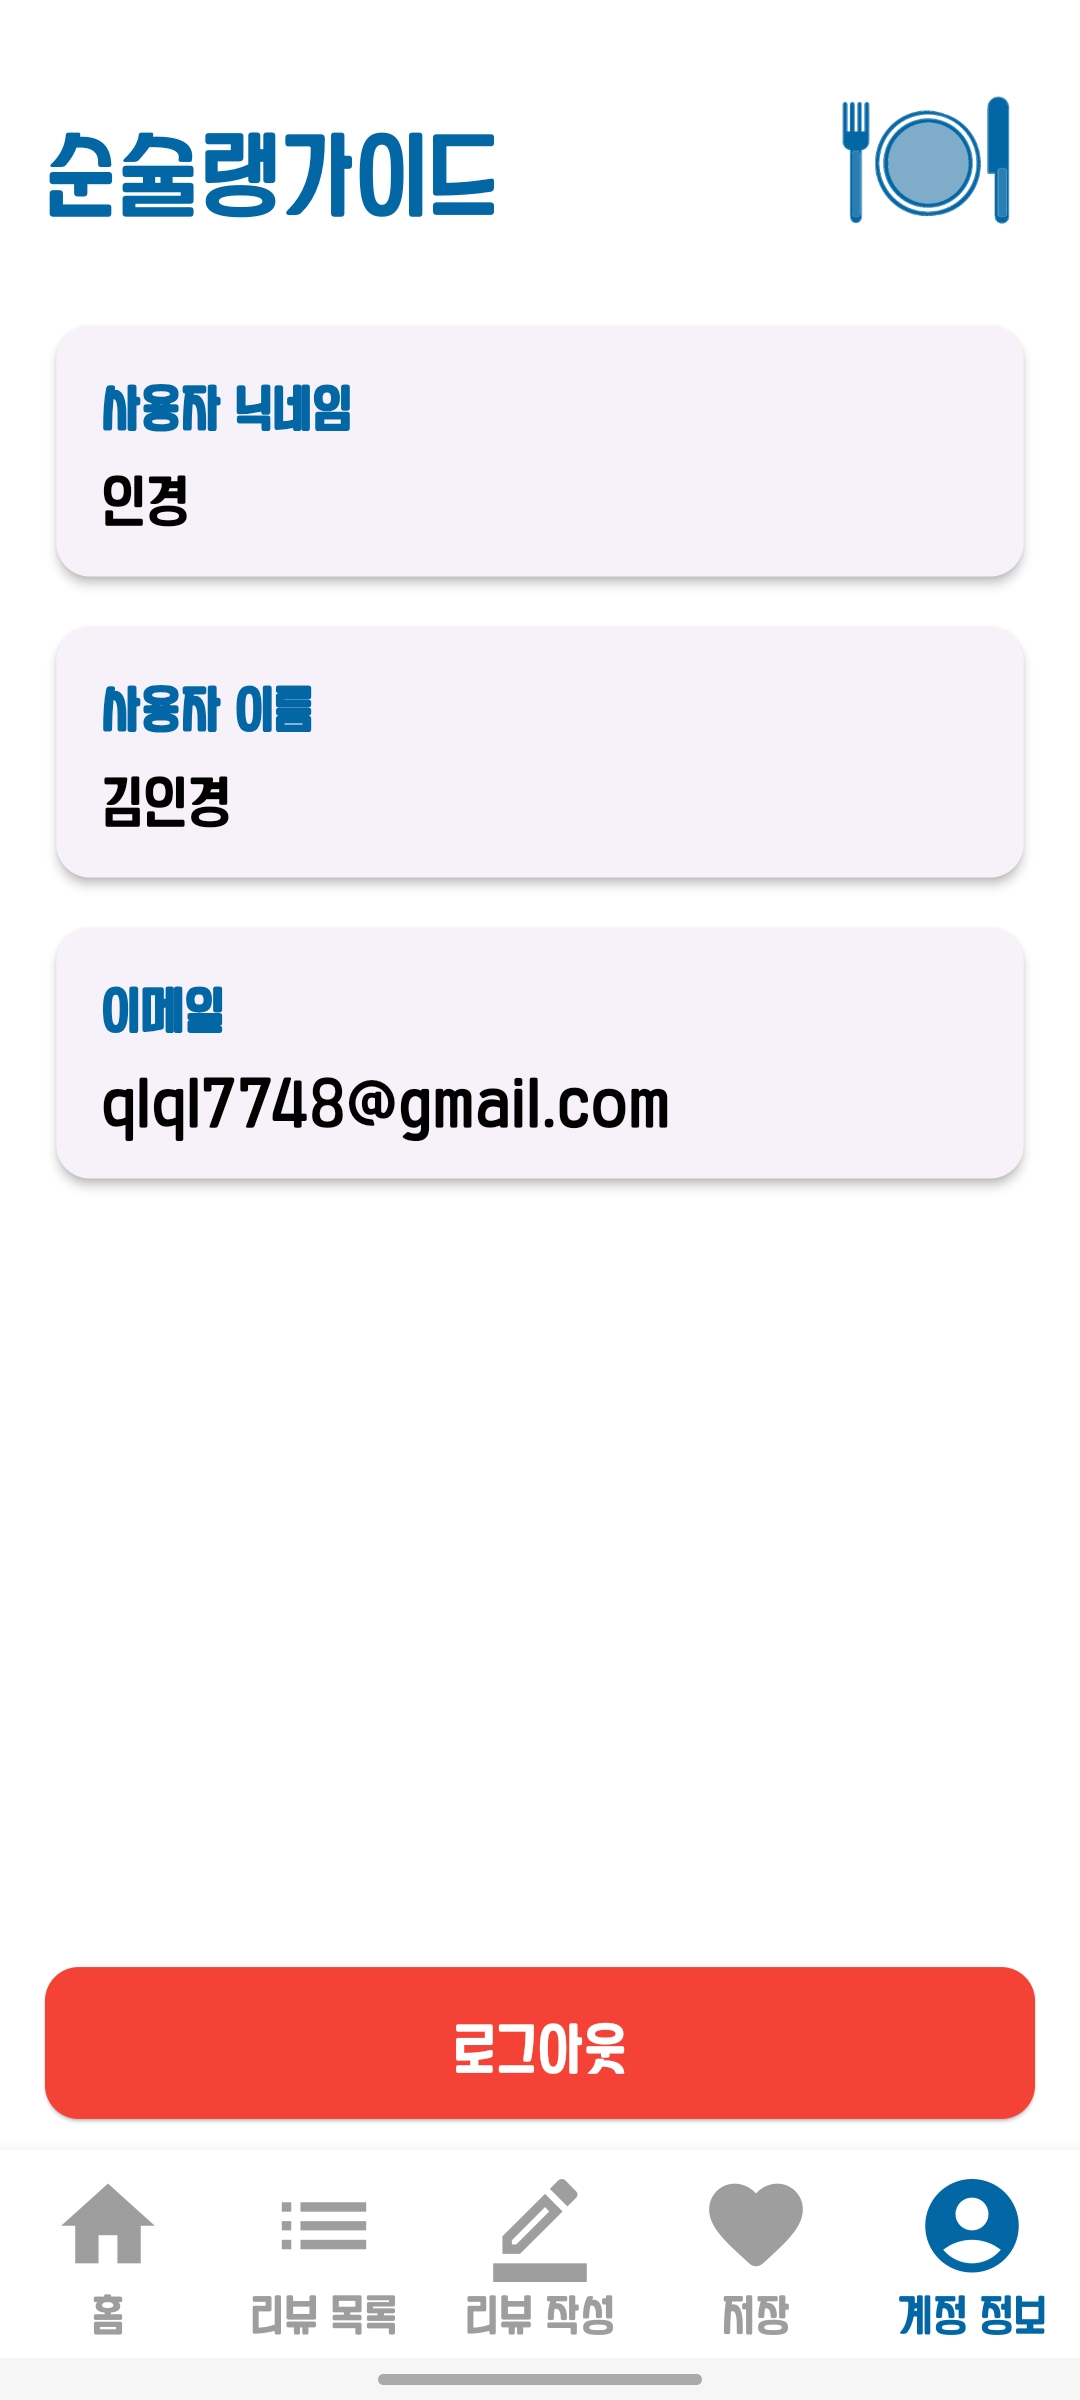 순슐랭가이드
사용자 닉네임
인경
사용자 이름
김인경
이메일
qlql7748@gmail.com
로그아웃
홈
리뷰 목록
리뷰 작성
저장
계정 정보